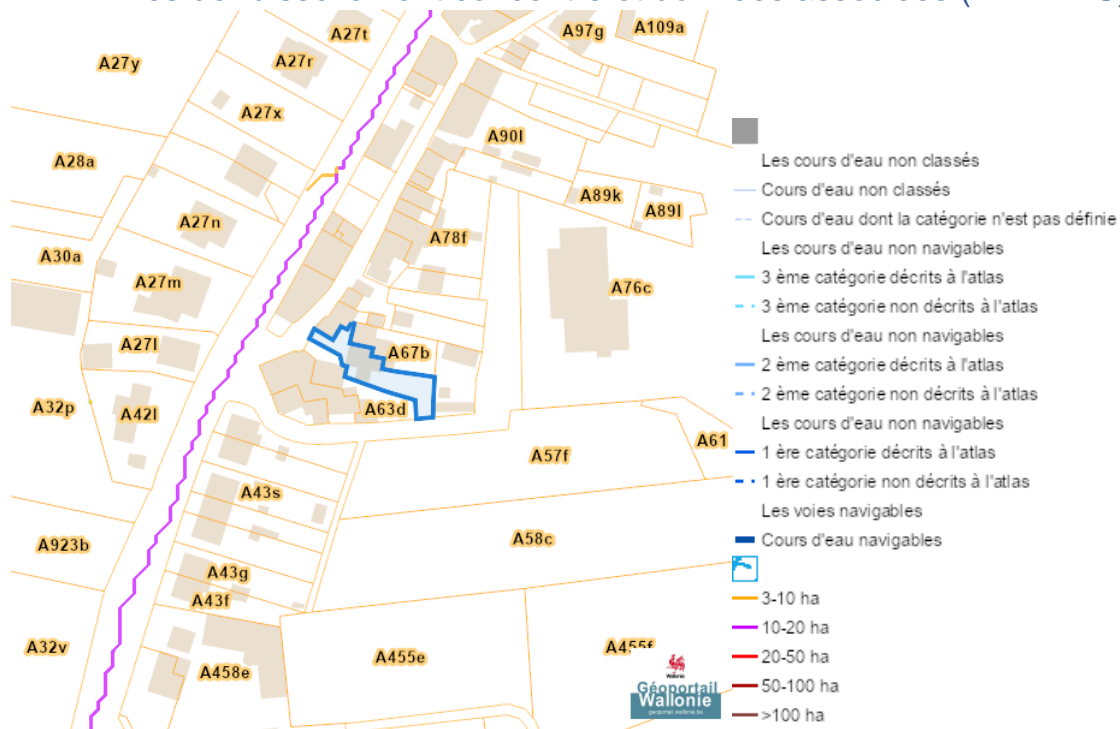 A27t
A97g
A109a
A27y
A27r
A27x
A90l
A28a
A89k
A89l
A27n
A78f
A30a
A27m
A76c
A27l
A67b
A32p
A42l
A63d
A61
A57f
A43s
A58c
A923b
A43g
A43f
A32v
A458e
A455e
A455f
Wallonie
Géoportail
Wallonie
geoportail.wallonie.be
Les cours d'eau non classés
Cours d'eau non classés
Cours d'eau dont la catégorie n'est pas définie
Les cours d'eau non navigables
3 ème catégorie décrits à l'atlas
3 ème catégorie non décrits à l'atlas
Les cours d'eau non navigables
2 ème catégorie décrits à l'atlas
2 ème catégorie non décrits à l'atlas
Les cours d'eau non navigables
1 ère catégorie décrits à l'atlas
1 ère catégorie non décrits à l'atlas
Les voies navigables
Cours d'eau navigables
3-10 ha
10-20 ha
20-50 ha
50-100 ha
>100 ha